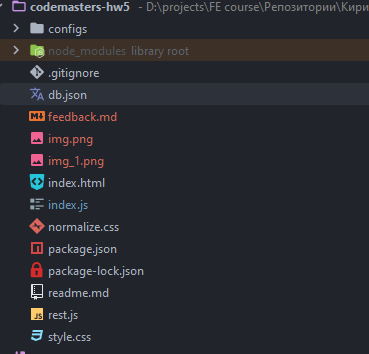 codemasters-hw5 - D:\projects\FE course\Репозитории\Кири
configs
node_modules library root
.gitignore
db.json
feedback.md
img.png
img_1.png
index.html
index.js
normalize.css
package.json
package-lock.json
readme.md
rest.js
style.css